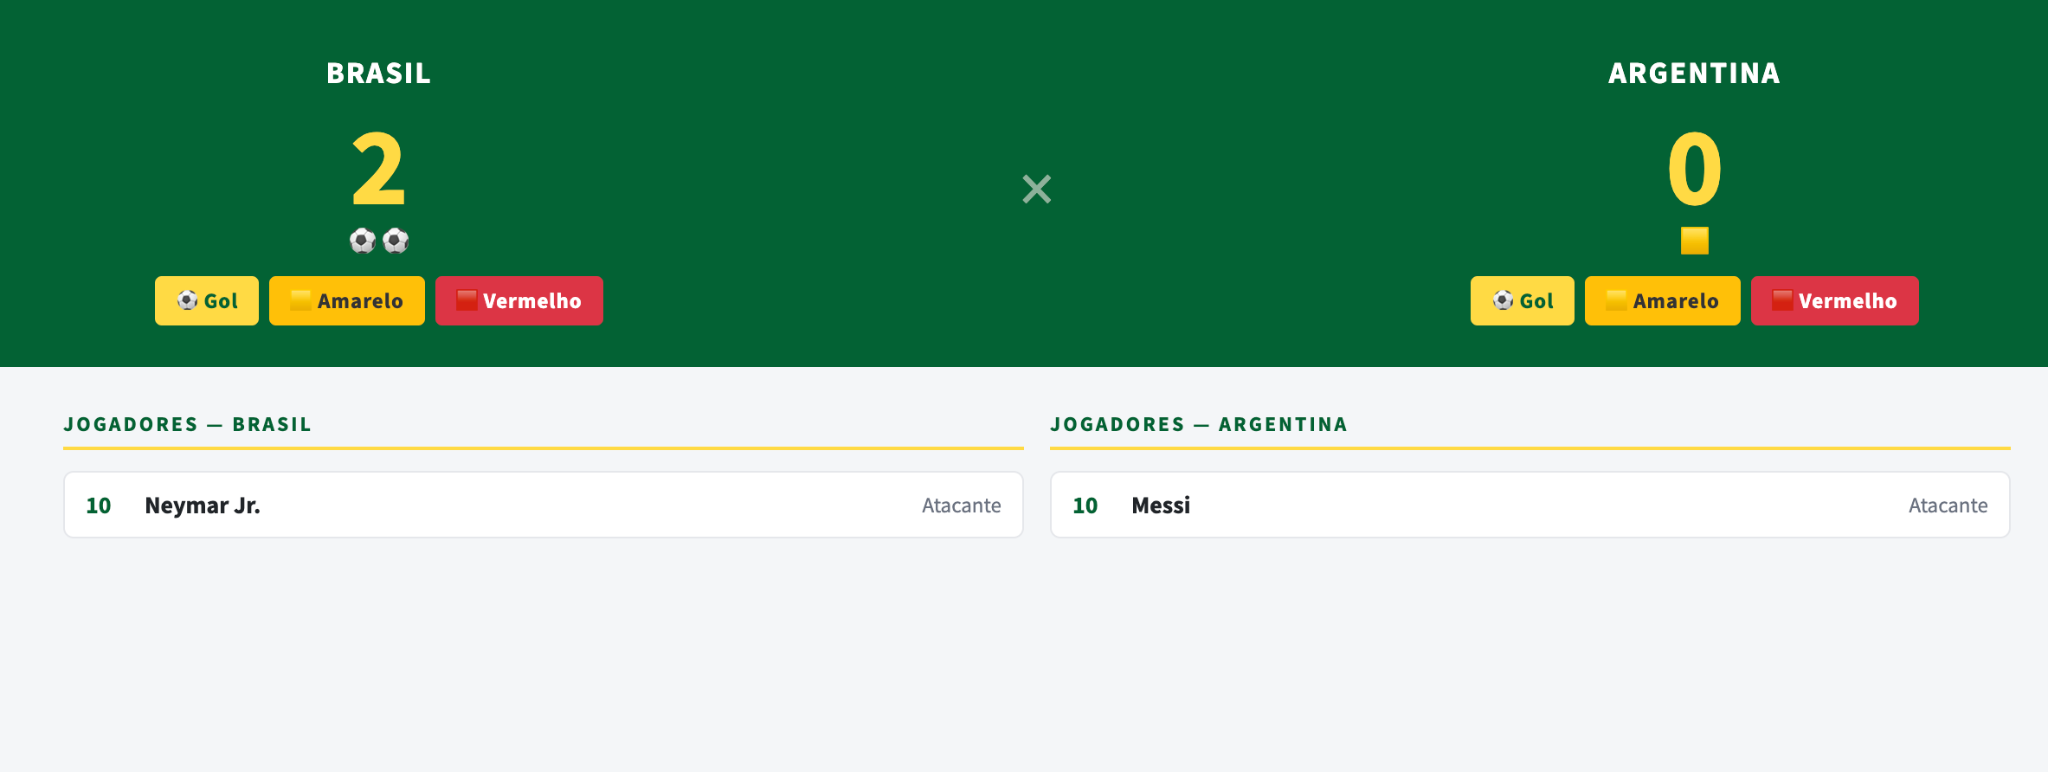 BRASIL
2
⚽⚽
⚽ Gol
🟨 Amarelo
🟥 Vermelho
×
ARGENTINA
0
🟨
⚽ Gol
🟨 Amarelo
🟥 Vermelho
JOGADORES — BRASIL
10 Neymar Jr. Atacante
JOGADORES — ARGENTINA
10 Messi Atacante